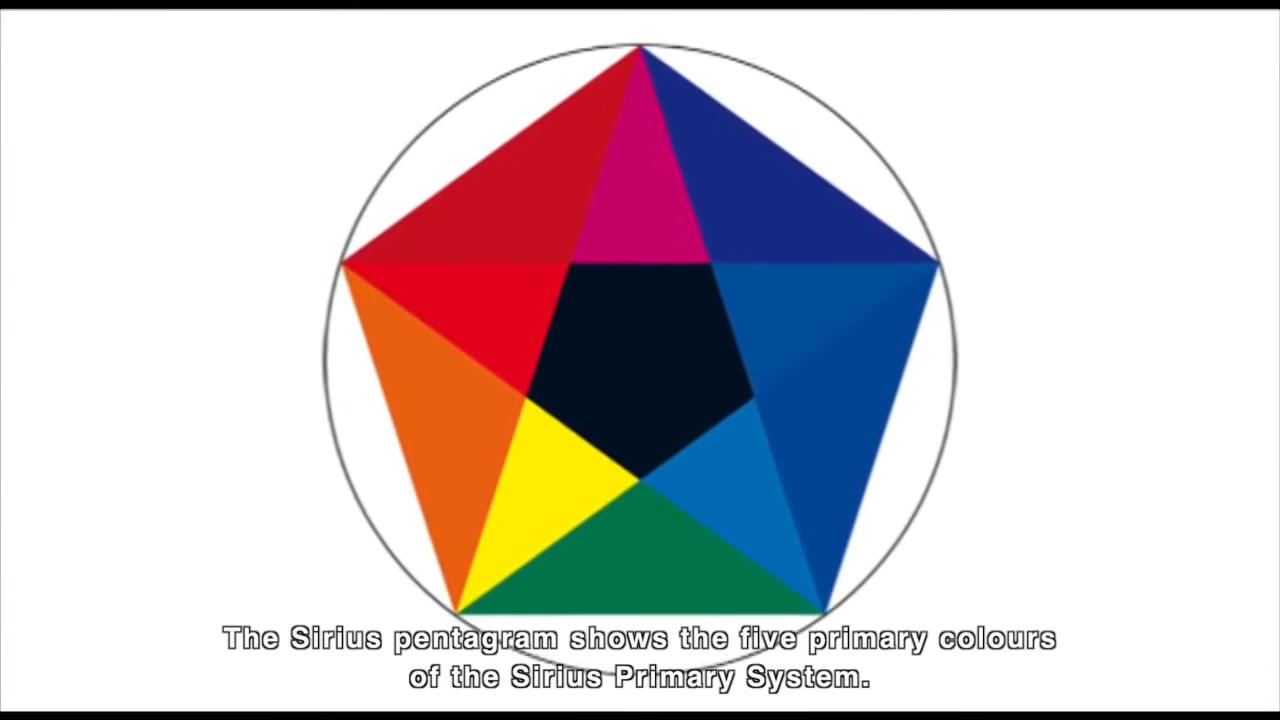 The Sirius pentagram shows the five primary colours
of the Sirius Primary System.